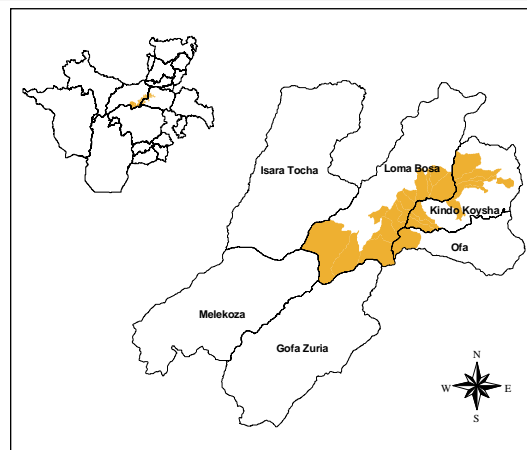 Isara Tocha
Loma Bosa
Kindo Koysha
Ofa
Melekoza
Gofa Zuria
N
W E
S